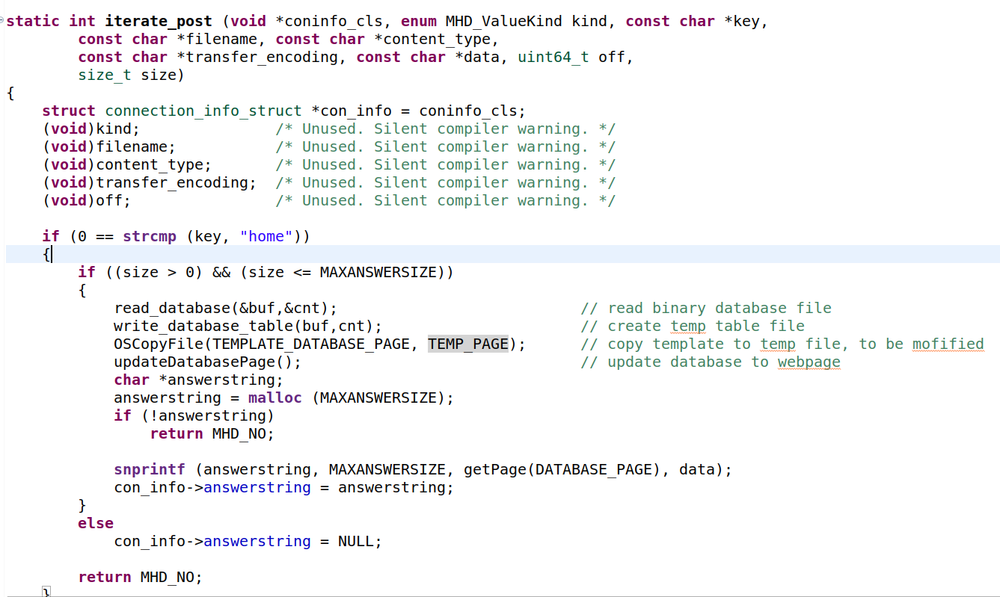 static int iterate_post (void *coninfo_cls, enum MHD_ValueKind kind, const char *key,
const char *filename, const char *content_type,
const char *transfer_encoding, const char *data, uint64_t off,
size_t size)
{
struct connection_info_struct *con_info = coninfo_cls;
(void)kind; /* Unused. Silent compiler warning. */
(void)filename; /* Unused. Silent compiler warning. */
(void)content_type; /* Unused. Silent compiler warning. */
(void)transfer_encoding; /* Unused. Silent compiler warning. */
(void)off; /* Unused. Silent compiler warning. */
if (0 == strcmp (key, "home"))
{
if ((size > 0) && (size <= MAXANSWERSIZE))
{
read_database(&buf,&cnt); // read binary database file
write_database_table(buf,cnt); // create temp table file
OSCopyFile(TEMPLATE_DATABASE_PAGE, TEMP_PAGE); // copy template to temp file, to be mofified
updateDatabasePage(); // update database to webpage
char *answerstring;
answerstring = malloc (MAXANSWERSIZE);
if (!answerstring)
return MHD_NO;
snprintf (answerstring, MAXANSWERSIZE, getPage(DATABASE_PAGE), data);
con_info->answerstring = answerstring;
}
else
con_info->answerstring = NULL;
return MHD_NO;
}